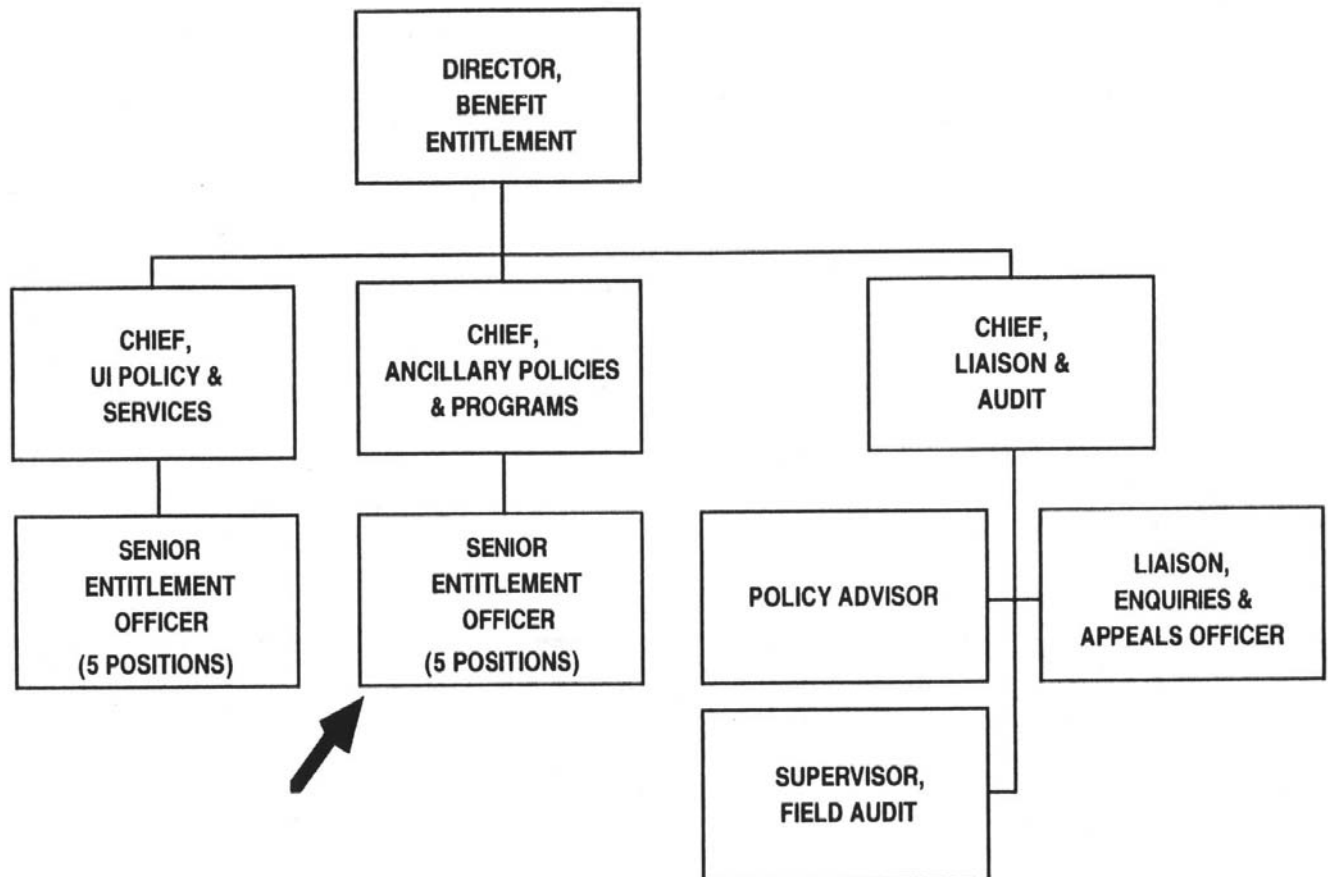 DIRECTOR,
BENEFIT
ENTITLEMENT
CHIEF,
UI POLICY &
SERVICES
CHIEF,
ANCILLARY POLICIES
& PROGRAMS
CHIEF,
LIAISON &
AUDIT
SENIOR
ENTITLEMENT
OFFICER
(5 POSITIONS)
SENIOR
ENTITLEMENT
OFFICER
(5 POSITIONS)
POLICY ADVISOR
LIAISON,
ENQUIRIES &
APPEALS OFFICER
SUPERVISOR,
FIELD AUDIT